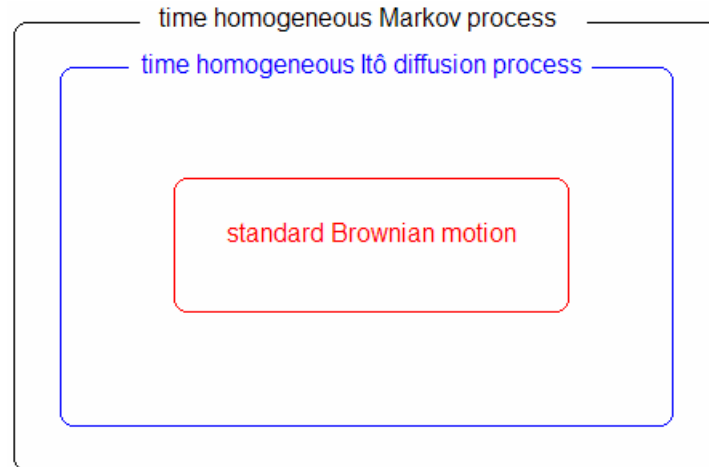 time homogeneous Markov process
time homogeneous Itô diffusion process
standard Brownian motion